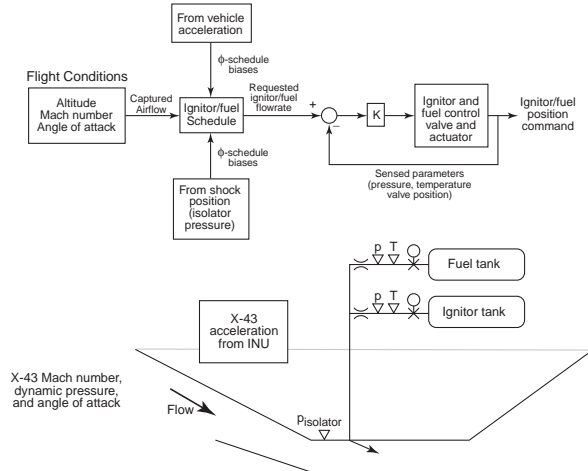 From vehicle
acceleration
ϕ-schedule
biases
Flight Conditions
Altitude
Mach number
Angle of attack
Captured
Airflow
Ignitor/fuel
Schedule
Requested
ignitor/fuel
flowrate
+
–
K
Ignitor and
fuel control
valve and
actuator
Ignitor/fuel
position
command
ϕ-schedule
biases
Sensed parameters
(pressure, temperature
valve position)
From shock
position
(isolator
pressure)
p T
Fuel tank
p T
Ignitor tank
X-43
acceleration
from INU
X-43 Mach number,
dynamic pressure,
and angle of attack
Flow
pisolator